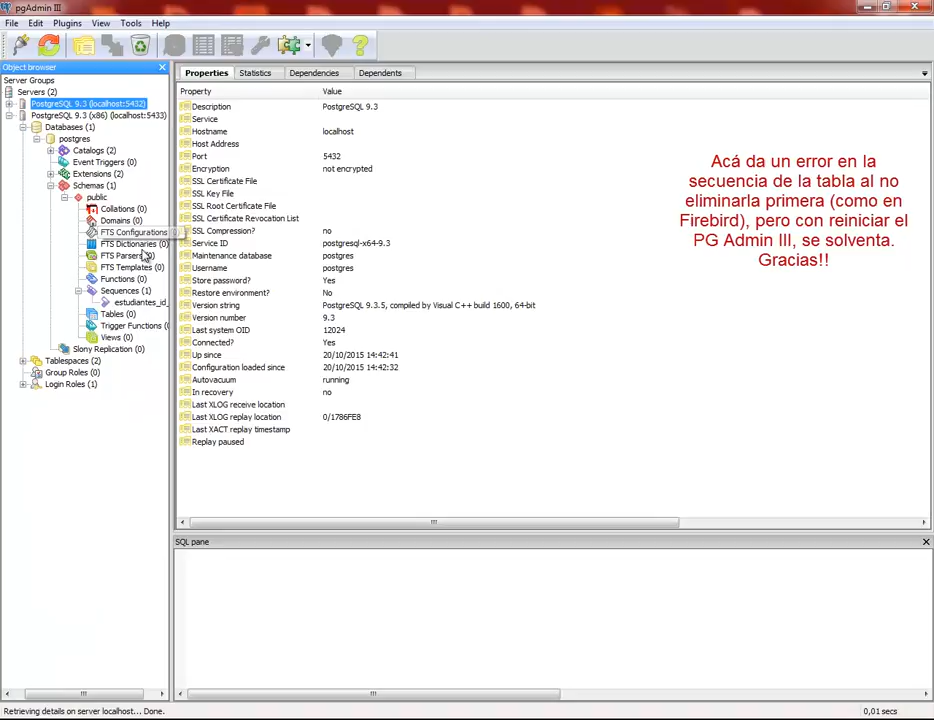 pgAdmin III
File Edit Plugins View Tools Help
Object browser
Server Groups
Servers (2)
PostgreSQL 9.3 (localhost:5432)
PostgreSQL 9.3 (x86) (localhost:5433)
Databases (1)
postgres
Catalogs (2)
Event Triggers (0)
Extensions (2)
Schemas (1)
public
Collations (0)
Domains (0)
FTS Configurations (0)
FTS Dictionaries (0)
FTS Parsers (0)
FTS Templates (0)
Functions (0)
Sequences (1)
estudiantes_id_
Tables (0)
Trigger Functions (0
Views (0)
Slony Replication (0)
Tablespaces (2)
Group Roles (0)
Login Roles (1)
Properties Statistics Dependencies Dependents
Property Value
Description PostgreSQL 9.3
Service
Hostname localhost
Host Address
Port 5432
Encryption not encrypted
SSL Certificate File
SSL Key File
SSL Root Certificate File
SSL Certificate Revocation List
SSL Compression? no
Service ID postgresql-x64-9.3
Maintenance database postgres
Username postgres
Store password? Yes
Restore environment? No
Version string PostgreSQL 9.3.5, compiled by Visual C++ build 1600, 64-bit
Version number 9.3
Last system OID 12024
Connected? Yes
Up since 20/10/2015 14:42:41
Configuration loaded since 20/10/2015 14:42:32
Autovacuum running
In recovery no
Last XLOG receive location
Last XLOG replay location 0/1786FE8
Last XACT replay timestamp
Replay paused
Acá da un error en la
secuencia de la tabla al no
eliminarla primera (como en
Firebird), pero con reiniciar el
PG Admin III, se solventa.
Gracias!!
SQL pane
Retrieving details on server localhost... Done. 0,01 secs